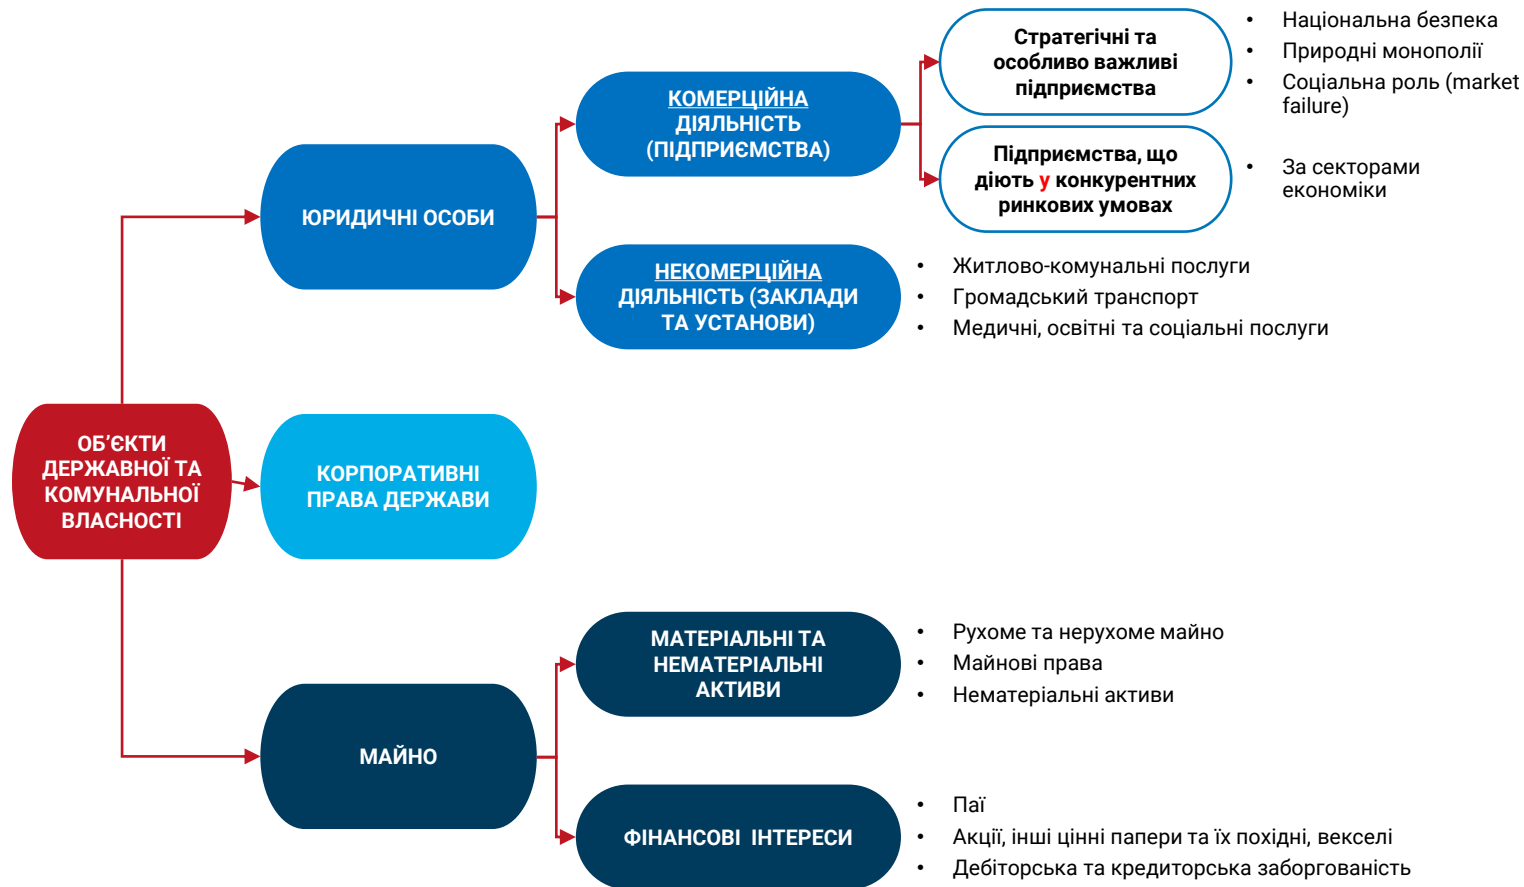 Стратегічні та
особливо важливі
підприємства
• Національна безпека
• Природні монополії
• Соціальна роль (market
failure)
КОМЕРЦІЙНА
ДІЯЛЬНІСТЬ
(ПІДПРИЄМСТВА)
Підприємства, що
діють у конкурентних
ринкових умовах
• За секторами
економіки
ЮРИДИЧНІ ОСОБИ
НЕКОМЕРЦІЙНА
ДІЯЛЬНІСТЬ (ЗАКЛАДИ
ТА УСТАНОВИ)
• Житлово-комунальні послуги
• Громадський транспорт
• Медичні, освітні та соціальні послуги
ОБ’ЄКТИ
ДЕРЖАВНОЇ ТА
КОМУНАЛЬНОЇ
ВЛАСНОСТІ
КОРПОРАТИВНІ
ПРАВА ДЕРЖАВИ
МАТЕРІАЛЬНІ ТА
НЕМАТЕРІАЛЬНІ
АКТИВИ
• Рухоме та нерухоме майно
• Майнові права
• Нематеріальні активи
МАЙНО
ФІНАНСОВІ ІНТЕРЕСИ
• Паї
• Акції, інші цінні папери та їх похідні, векселі
• Дебіторська та кредиторська заборгованість